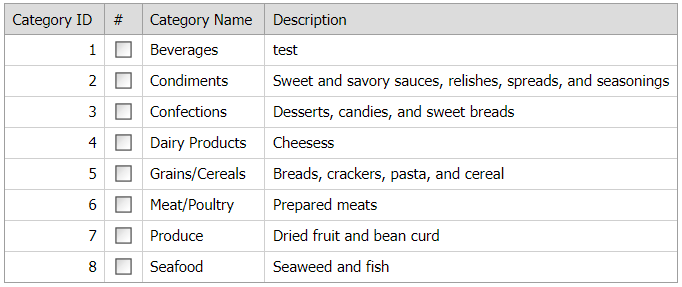 Category ID # Category Name Description
1 Beverages test
2 Condiments Sweet and savory sauces, relishes, spreads, and seasonings
3 Confections Desserts, candies, and sweet breads
4 Dairy Products Cheesess
5 Grains/Cereals Breads, crackers, pasta, and cereal
6 Meat/Poultry Prepared meats
7 Produce Dried fruit and bean curd
8 Seafood Seaweed and fish